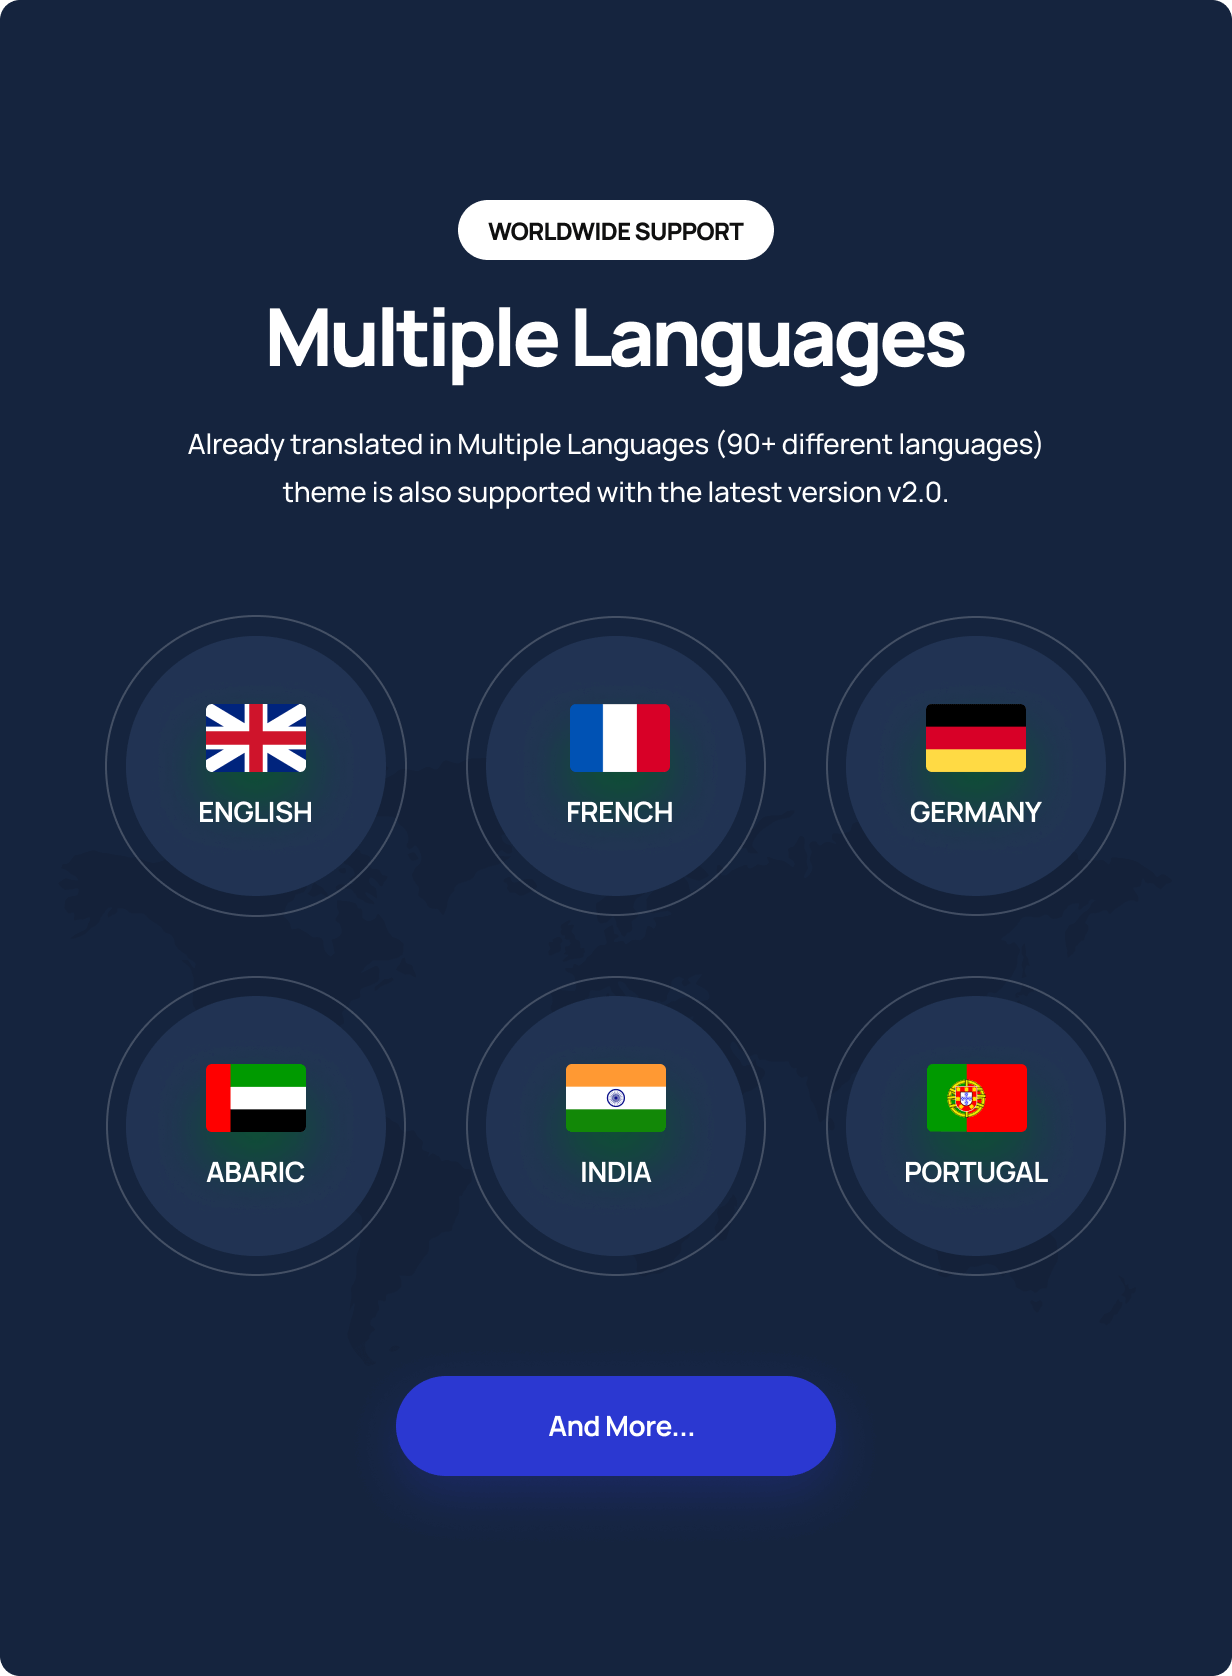 WORLDWIDE SUPPORT
Multiple Languages
Already translated in Multiple Languages (90+ different languages)
theme is also supported with the latest version v2.0.
ENGLISH
FRENCH
GERMANY
ABARIC
INDIA
PORTUGAL
And More...